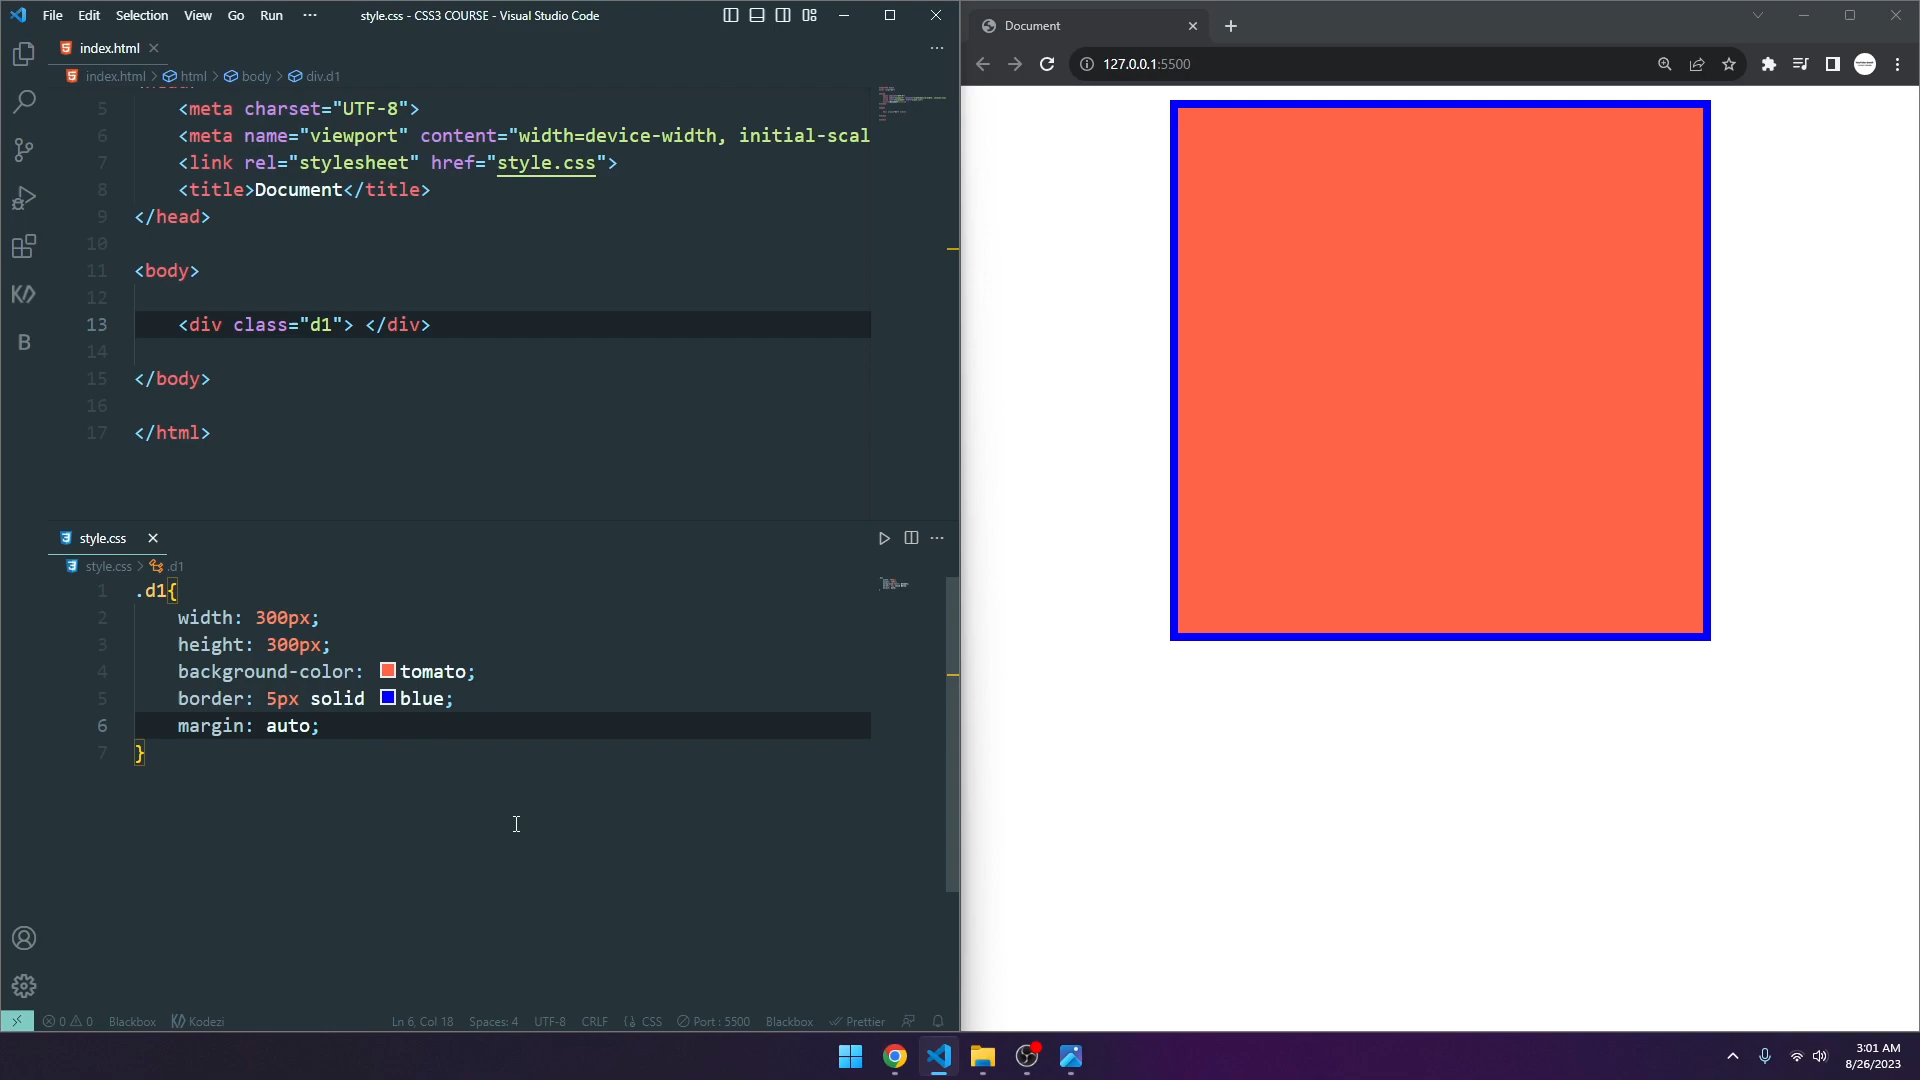 File Edit Selection View Go Run ··· style.css - CSS3 COURSE - Visual Studio Code
index.html
index.html > html > body > div.d1
5 <meta charset="UTF-8">
6 <meta name="viewport" content="width=device-width, initial-scal
7 <link rel="stylesheet" href="style.css">
8 <title>Document</title>
9 </head>
10
11 <body>
12
13 <div class="d1"> </div>
14
15 </body>
16
17 </html>
style.css
style.css > .d1
1 .d1{
2 width: 300px;
3 height: 300px;
4 background-color: tomato;
5 border: 5px solid blue;
6 margin: auto;
7 }
B
0 0 Blackbox Kodezi Ln 6, Col 18 Spaces: 4 UTF-8 CRLF {} CSS Port : 5500 Blackbox Prettier
Document
127.0.0.1:5500
3:01 AM
8/26/2023